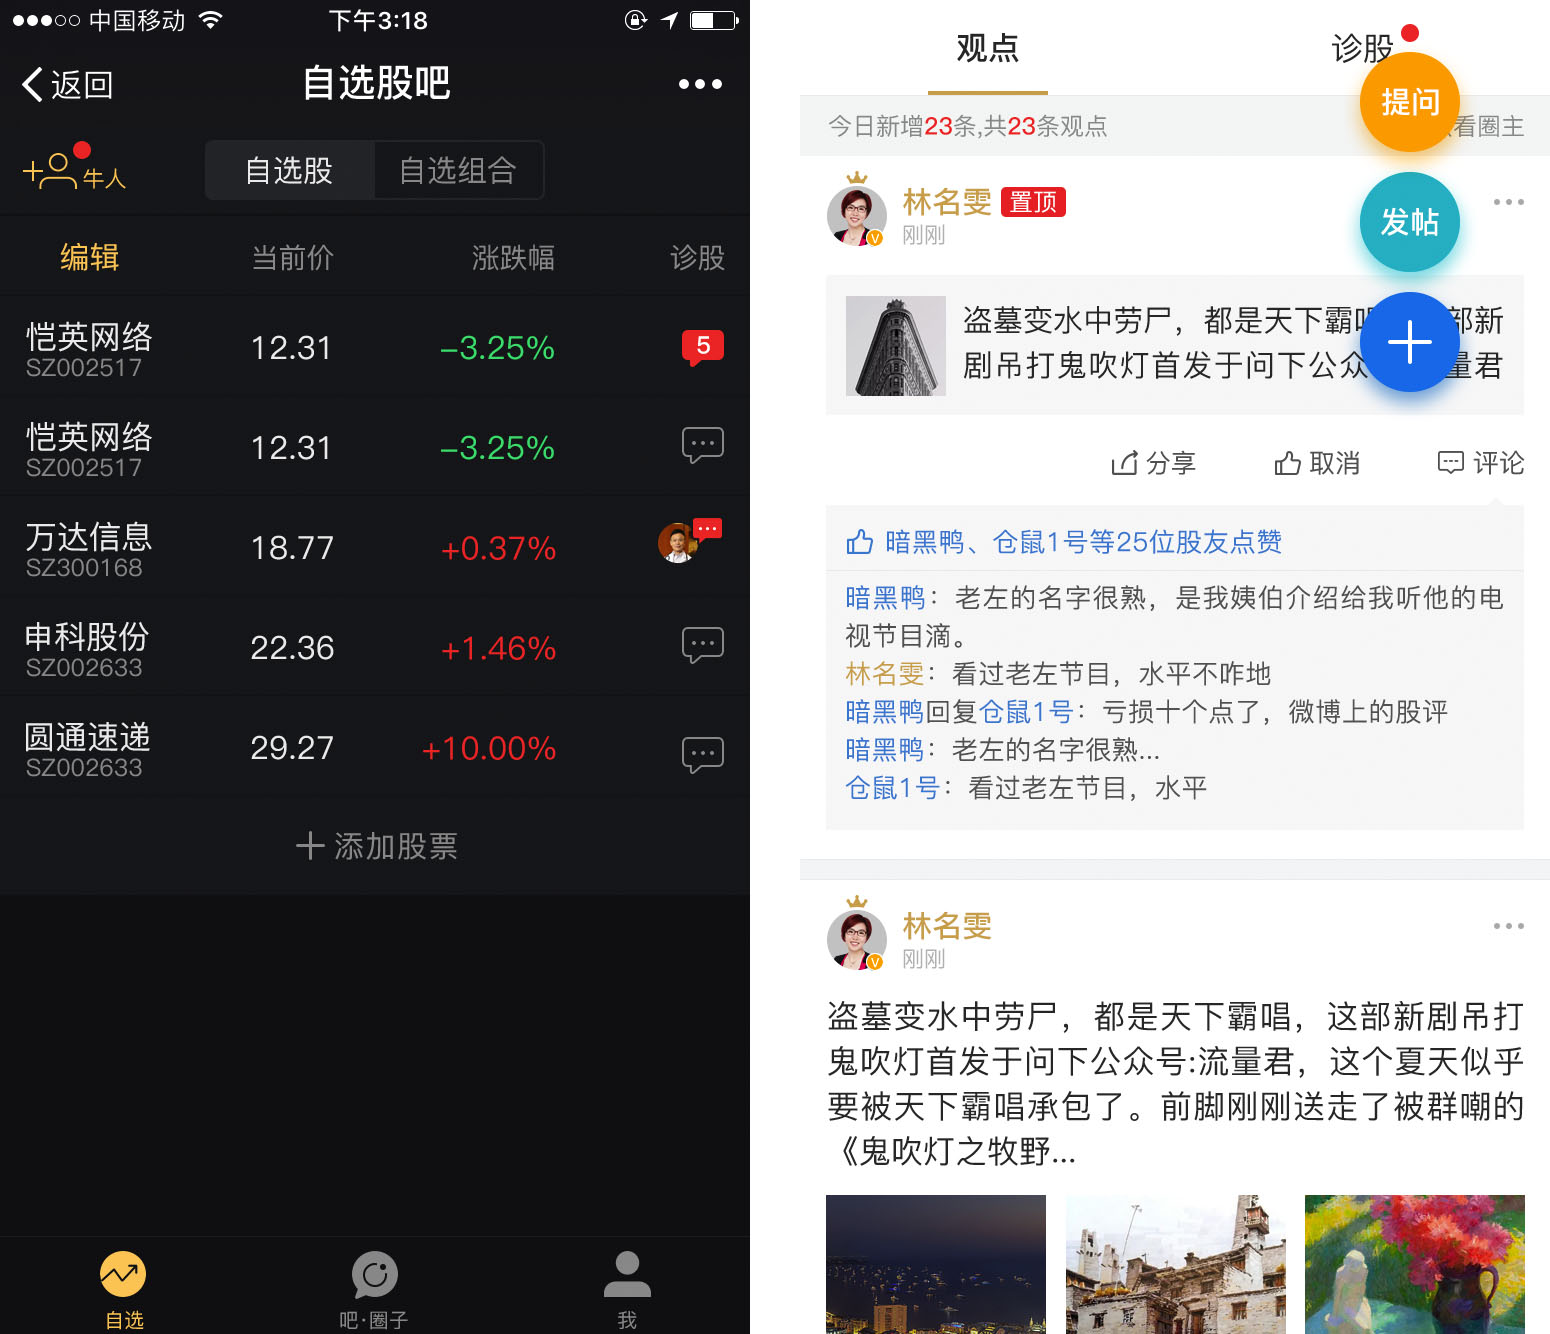 中国移动
下午3:18
返回
自选股吧
牛人
自选股
自选组合
编辑
当前价
涨跌幅
诊股
恺英网络
12.31
-3.25%
5
SZ002517
恺英网络
12.31
-3.25%
SZ002517
万达信息
18.77
+0.37%
SZ300168
申科股份
22.36
+1.46%
SZ002633
圆通速递
29.27
+10.00%
SZ002633
添加股票
自选
吧·圈子
我
观点
诊股
提问
今日新增23条,共23条观点
看圈主
林名雯
置顶
刚刚
发帖
盗墓变水中劳尸，都是天下霸唱
部新
剧吊打鬼吹灯首发于问下公众
量君
分享
取消
评论
暗黑鸭、仓鼠1号等25位股友点赞
暗黑鸭：老左的名字很熟，是我姨伯介绍给我听他的电
视节目滴。
林名雯：看过老左节目，水平不咋地
暗黑鸭回复仓鼠1号：亏损十个点了，微博上的股评
暗黑鸭：老左的名字很熟...
仓鼠1号：看过老左节目，水平
林名雯
刚刚
盗墓变水中劳尸，都是天下霸唱，这部新剧吊打
鬼吹灯首发于问下公众号:流量君，这个夏天似乎
要被天下霸唱承包了。前脚刚刚送走了被群嘲的
《鬼吹灯之牧野...